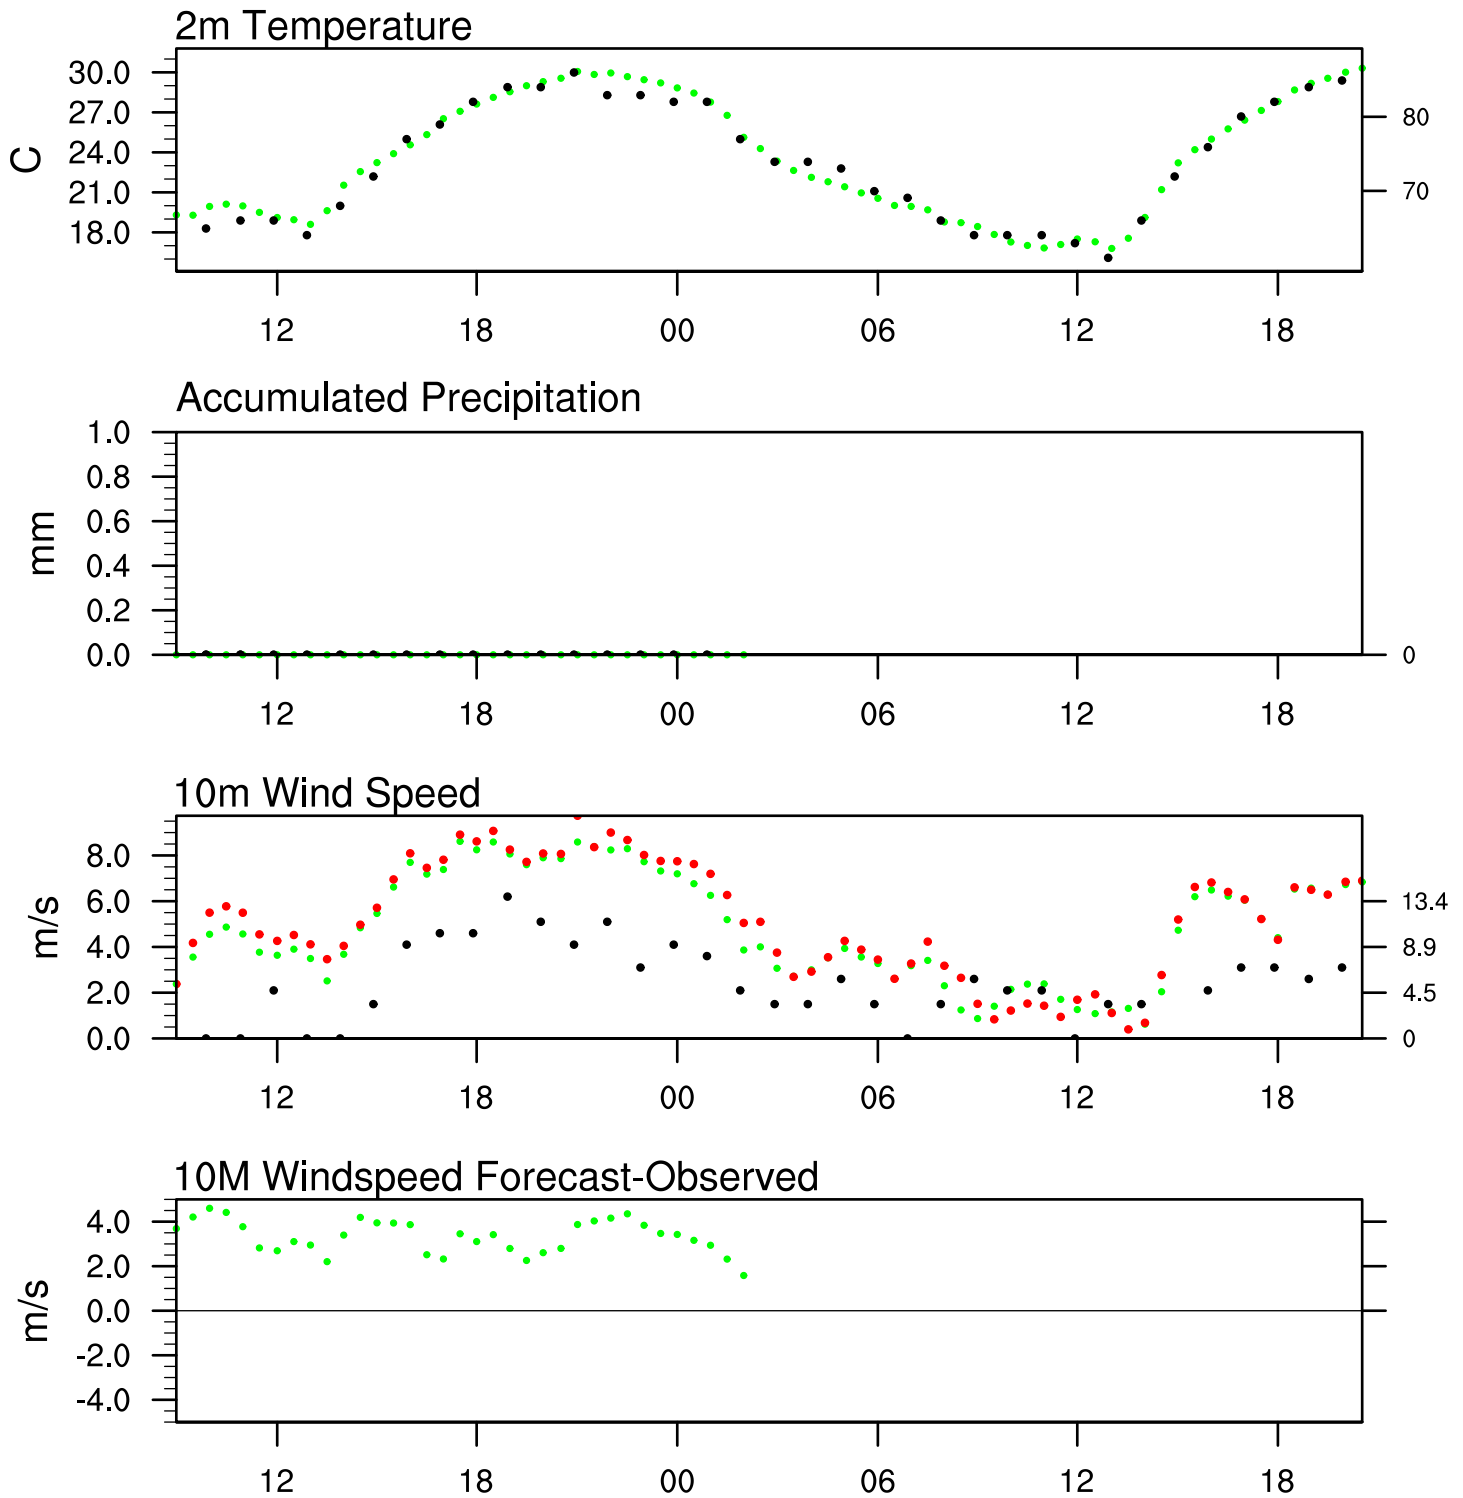 2m Temperature
30.0
27.0
24.0
21.0
18.0
C
80
70
12 18 00 06 12 18
Accumulated Precipitation
1.0
0.8
0.6
0.4
0.2
0.0
mm
0
12 18 00 06 12 18
10m Wind Speed
8.0
6.0
4.0
2.0
0.0
m/s
13.4
8.9
4.5
0
12 18 00 06 12 18
10M Windspeed Forecast-Observed
4.0
2.0
0.0
-2.0
-4.0
m/s
12 18 00 06 12 18